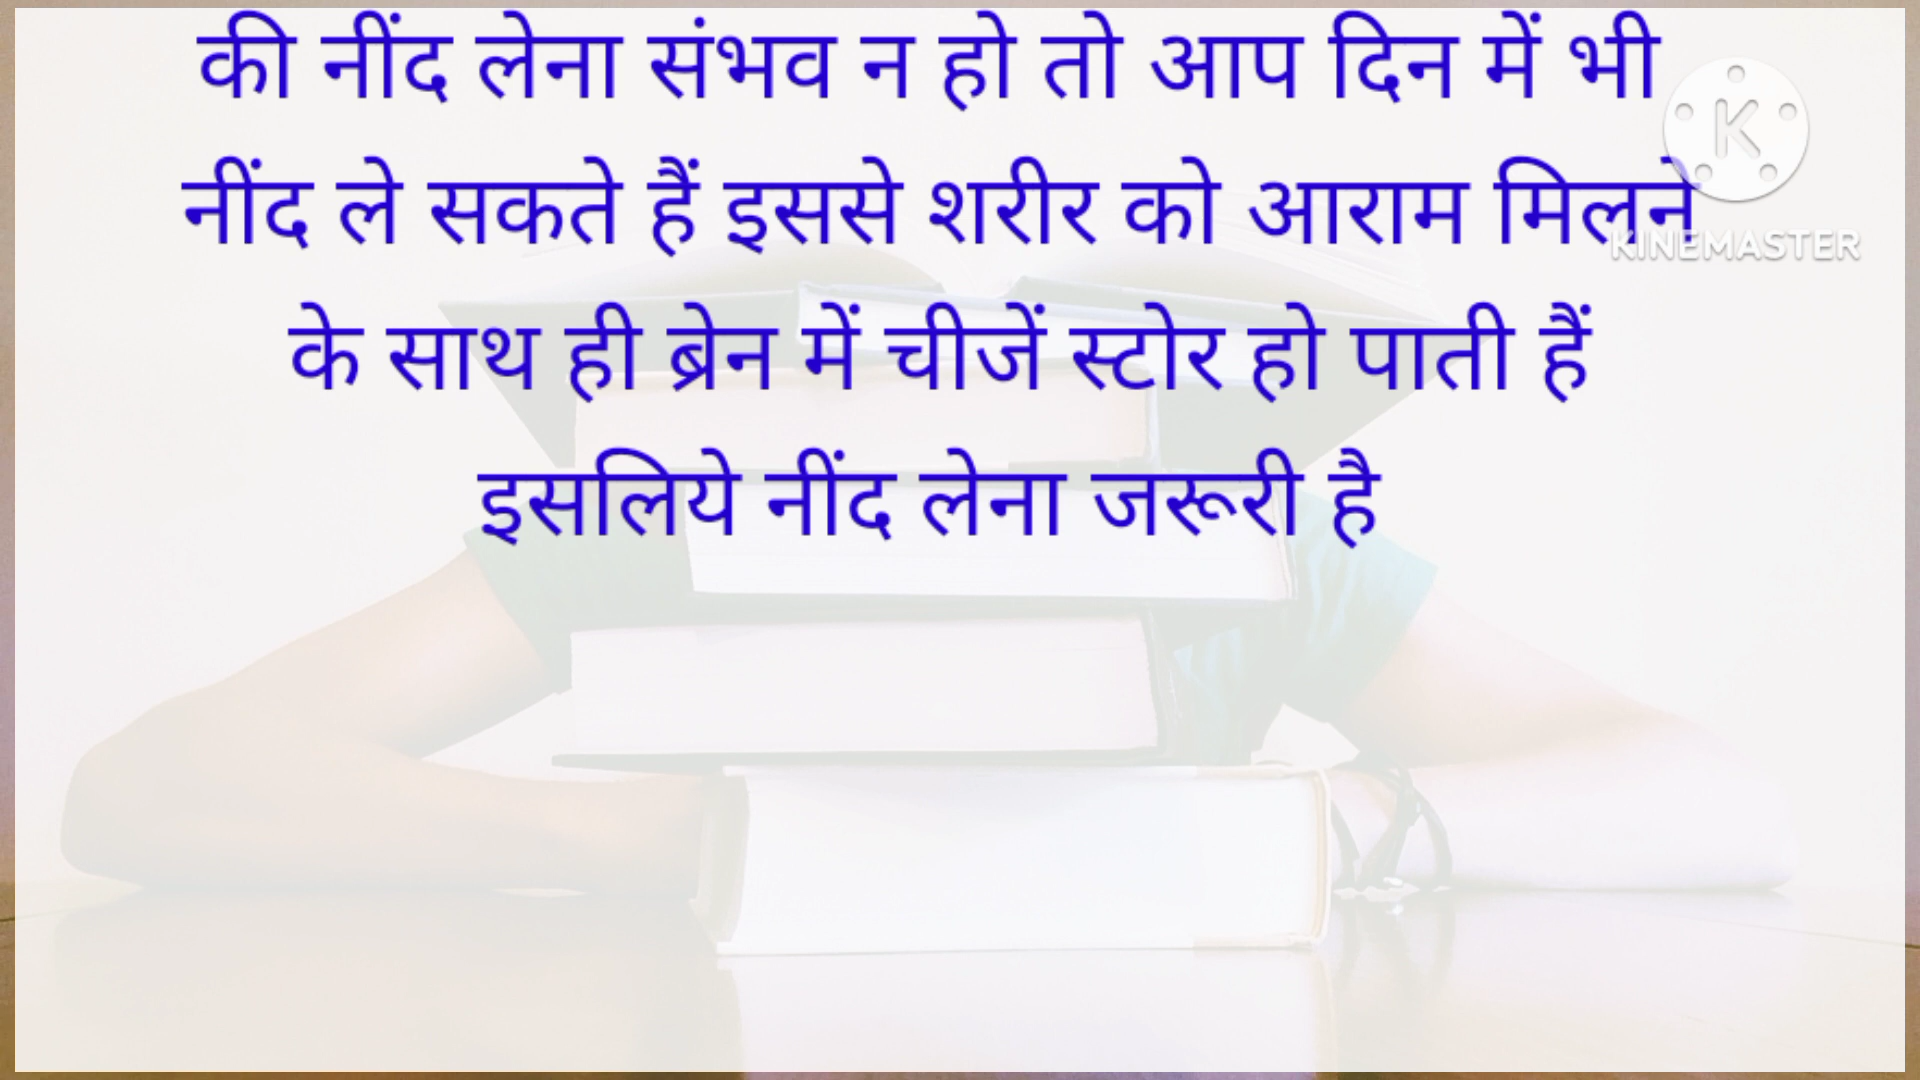 की नींद लेना संभव न हो तो आप दिन में भी
नींद ले सकते हैं इससे शरीर को आराम मिलने
के साथ ही ब्रेन में चीजें स्टोर हो पाती हैं
इसलिये नींद लेना जरूरी है
K
KINEMASTER